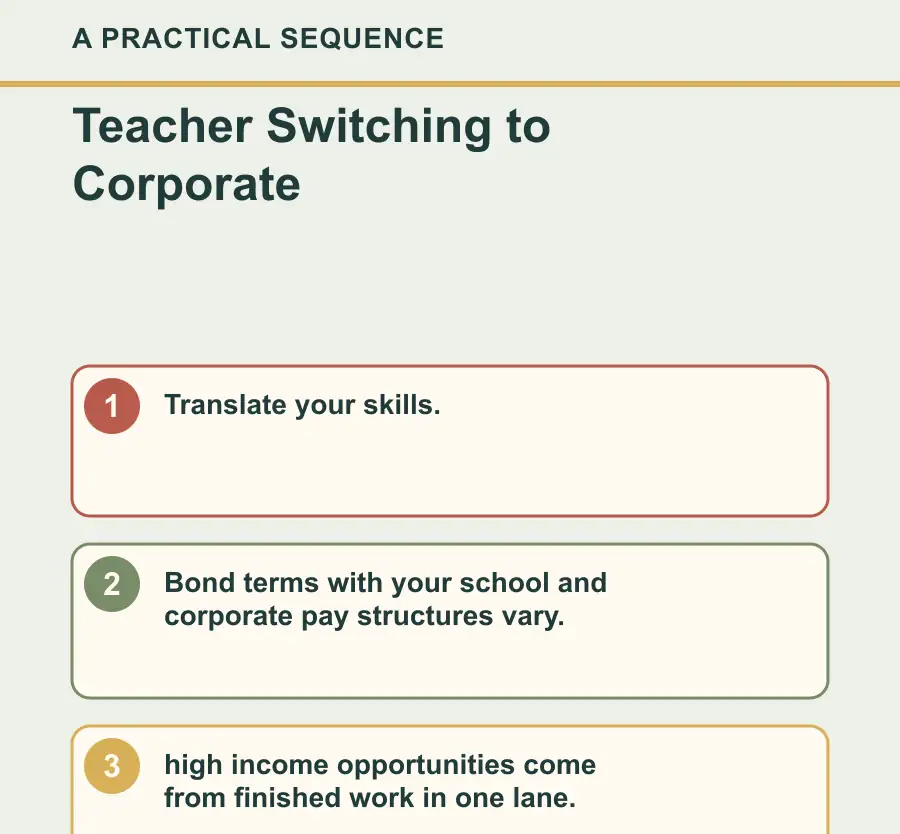 A PRACTICAL SEQUENCE
Teacher Switching to
Corporate
1
Translate your skills.
2
Bond terms with your school and
corporate pay structures vary.
3
high income opportunities come
from finished work in one lane.